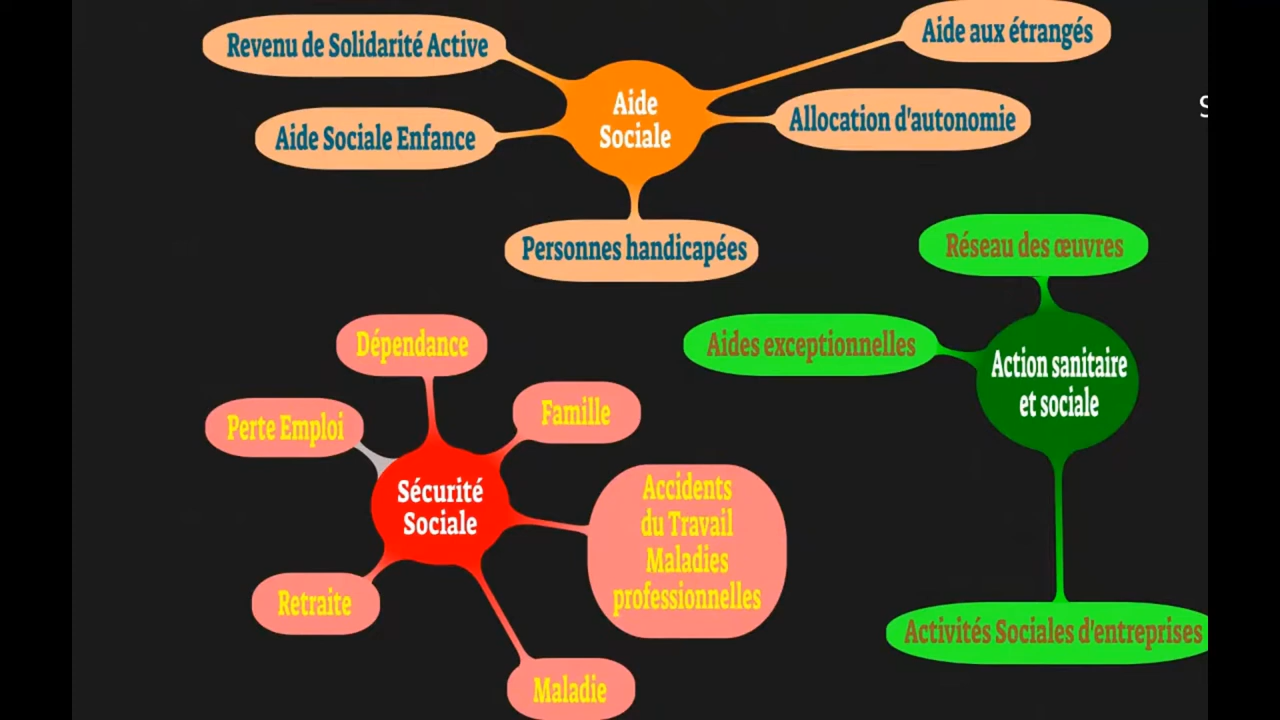 Revenu de Solidarité Active
Aide aux étrangés
Aide
Sociale
Allocation d'autonomie
Aide Sociale Enfance
Personnes handicapées
Réseau des œuvres
Aides exceptionnelles
Action sanitaire
et sociale
Activités Sociales d'entreprises
Dépendance
Famille
Perte Emploi
Sécurité
Sociale
Accidents
du Travail
Maladies
professionnelles
Retraite
Maladie